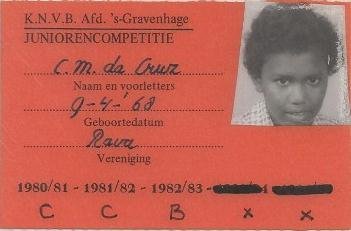 K.N.V.B. Afd. 's-Gravenhage
JUNIORENCOMPETITIE
C.M. da Cruz
Naam en voorletters
9-4-'68
Geboortedatum
Rava
Vereniging
1980/81 - 1981/82 - 1982/83 -
C C B x x